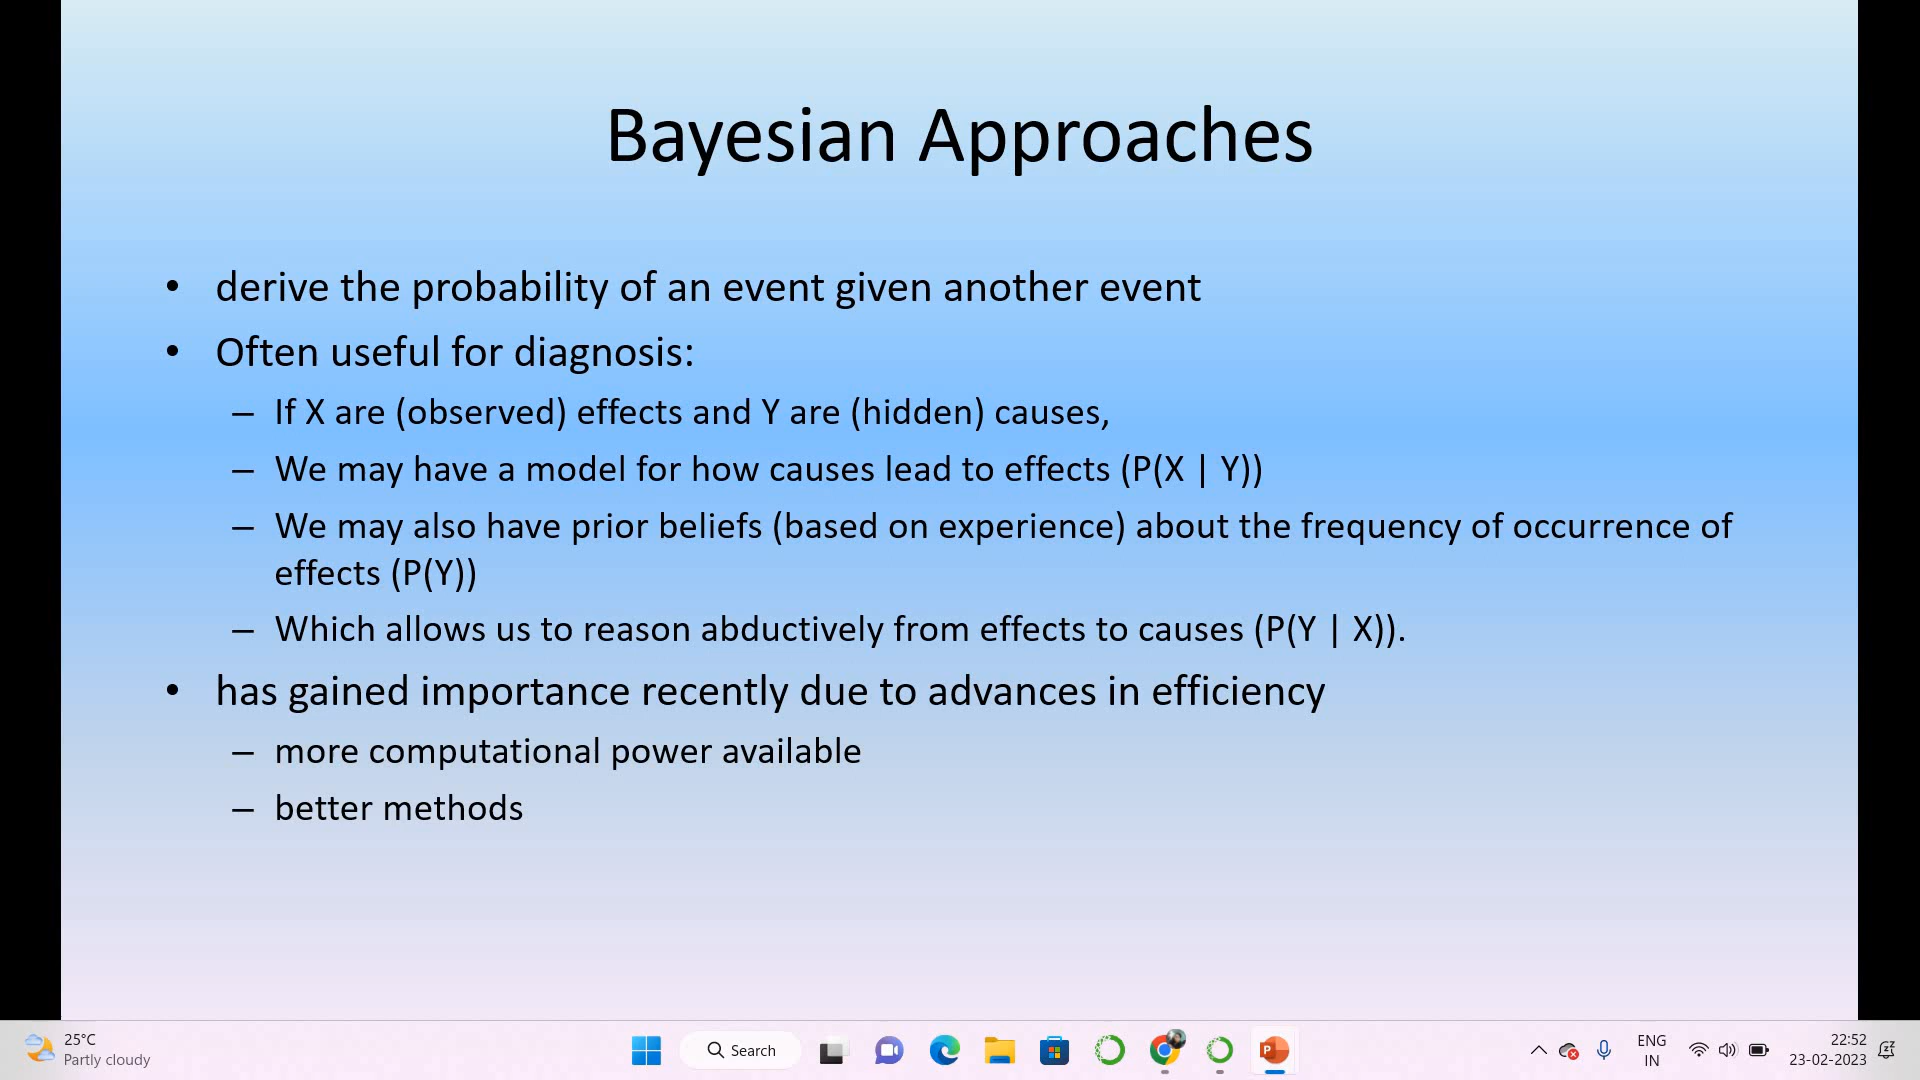 Bayesian Approaches
• derive the probability of an event given another event
• Often useful for diagnosis:
– If X are (observed) effects and Y are (hidden) causes,
– We may have a model for how causes lead to effects (P(X | Y))
– We may also have prior beliefs (based on experience) about the frequency of occurrence of
effects (P(Y))
– Which allows us to reason abductively from effects to causes (P(Y | X)).
• has gained importance recently due to advances in efficiency
– more computational power available
– better methods
25°C
Partly cloudy
Search
ENG
IN
22:52
23-02-2023